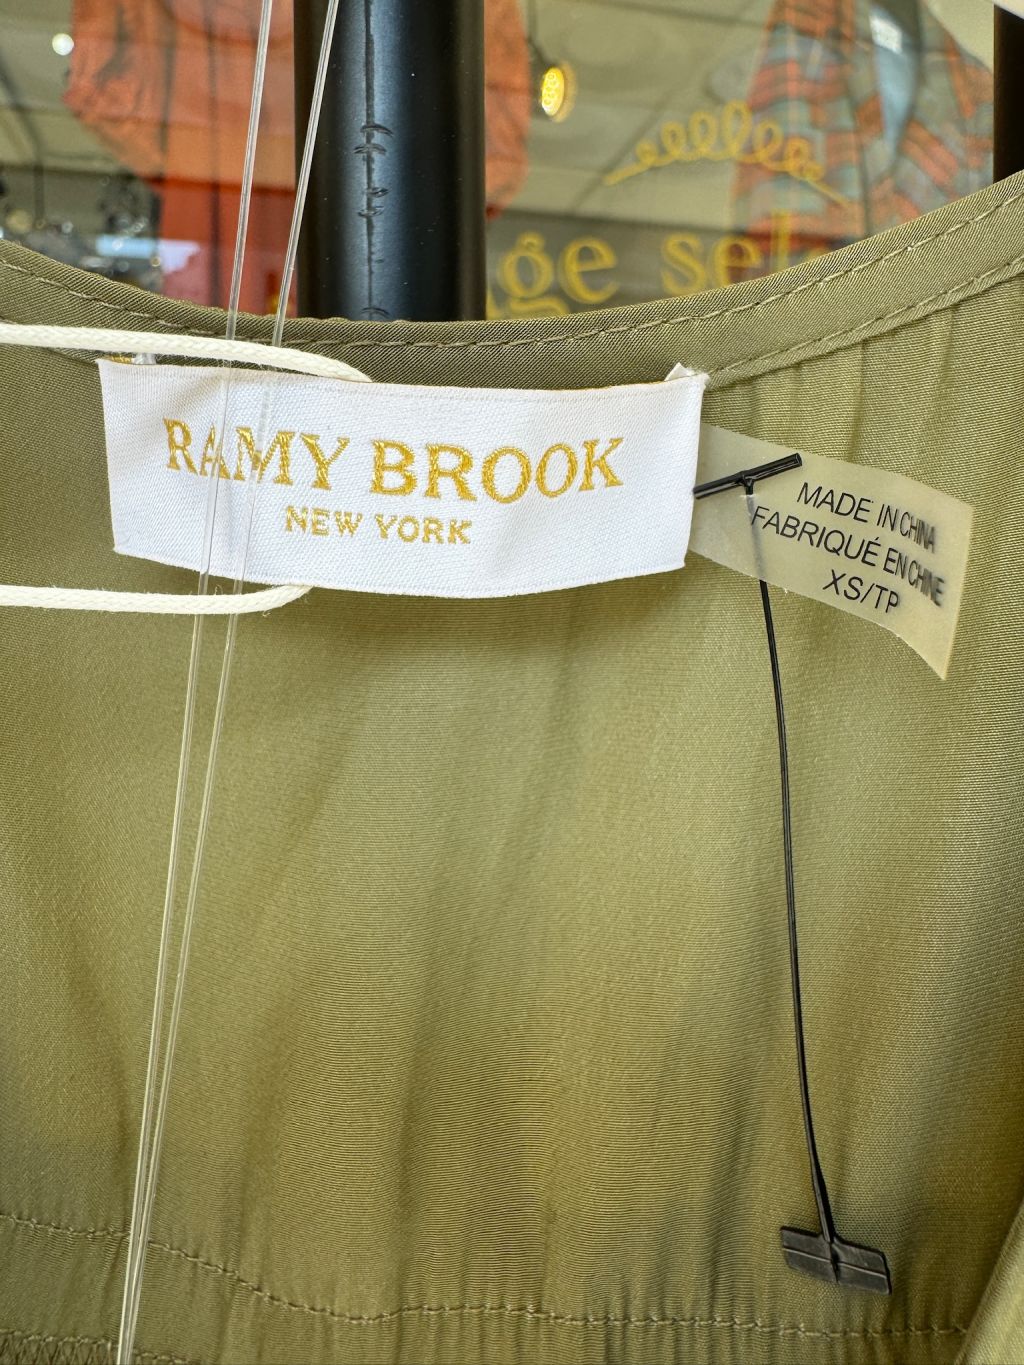 RAMY BROOK
NEW YORK
MADE IN CHINA
FABRIQUÉ EN CHINE
XS/TP